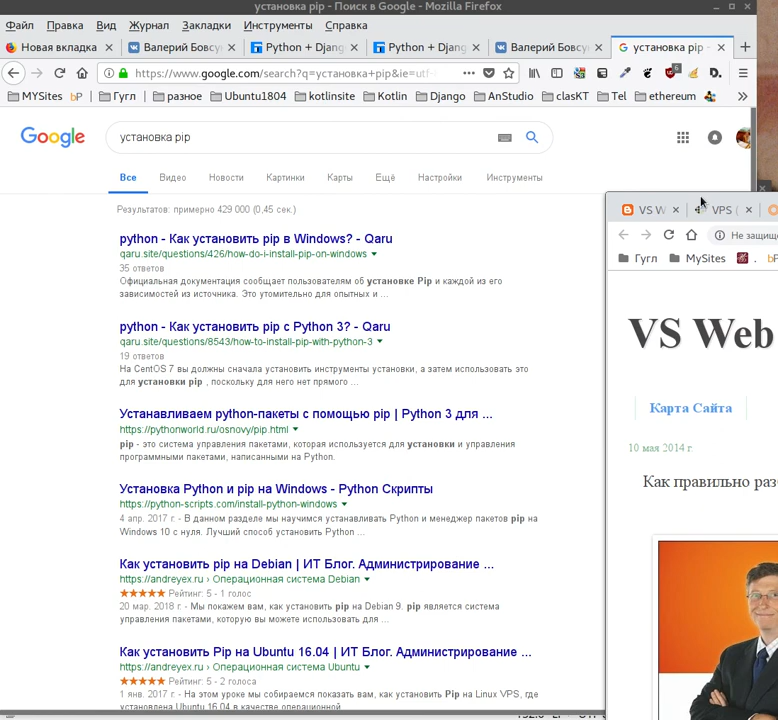 установка pip - Поиск в Google - Mozilla Firefox
Файл Правка Вид Журнал Закладки Инструменты Справка
Новая вкладка Валерий Бовсу Python + Djang Python + Djang Валерий Бовсу установка pip -
https://www.google.com/search?q=установка+pip&ie=utf-
MYSites bP Гугл разное Ubuntu1804 kotlinsite Kotlin Django AnStudio clasKT Tel ethereum
Google
установка pip
Все Видео Новости Картинки Карты Ещё Настройки Инструменты
Результатов: примерно 429 000 (0,45 сек.)
python - Как установить pip в Windows? - Qaru
qaru.site/questions/426/how-do-i-install-pip-on-windows
35 ответов
Официальная документация сообщает пользователям об установке Pip и каждой из его
зависимостей из источника. Это утомительно для опытных и ...
python - Как установить pip с Python 3? - Qaru
qaru.site/questions/8543/how-to-install-pip-with-python-3
19 ответов
На CentOS 7 вы должны сначала установить инструменты установки, а затем использовать это
для установки pip , поскольку для него нет прямого ...
Устанавливаем python-пакеты с помощью pip | Python 3 для ...
https://pythonworld.ru/osnovy/pip.html
pip - это система управления пакетами, которая используется для установки и управления
программными пакетами, написанными на Python.
Установка Python и pip на Windows - Python Скрипты
https://python-scripts.com/install-python-windows
4 апр. 2017 г. - В данном разделе мы научимся устанавливать Python и менеджер пакетов pip на
Windows 10 с нуля. Лучший способ установить Python ...
Как установить pip на Debian | ИТ Блог. Администрирование ...
https://andreyex.ru › Операционная система Debian
Рейтинг: 5 - 1 голос
20 мар. 2018 г. - Мы покажем вам, как установить pip на Debian 9. pip является система
управления пакетами, которую вы можете использовать для ...
Как установить Pip на Ubuntu 16.04 | ИТ Блог. Администрирование ...
https://andreyex.ru › Операционная система Ubuntu
Рейтинг: 5 - 2 голоса
1 янв. 2017 г. - На этом уроке мы собираемся показать вам, как установить Pip на Linux VPS, где
установлена Ubuntu 16.04 в качестве операционной
VS W VPS (
Не защищ
Гугл MySites
VS Web
Карта Сайта
10 мая 2014 г.
Как правильно раз